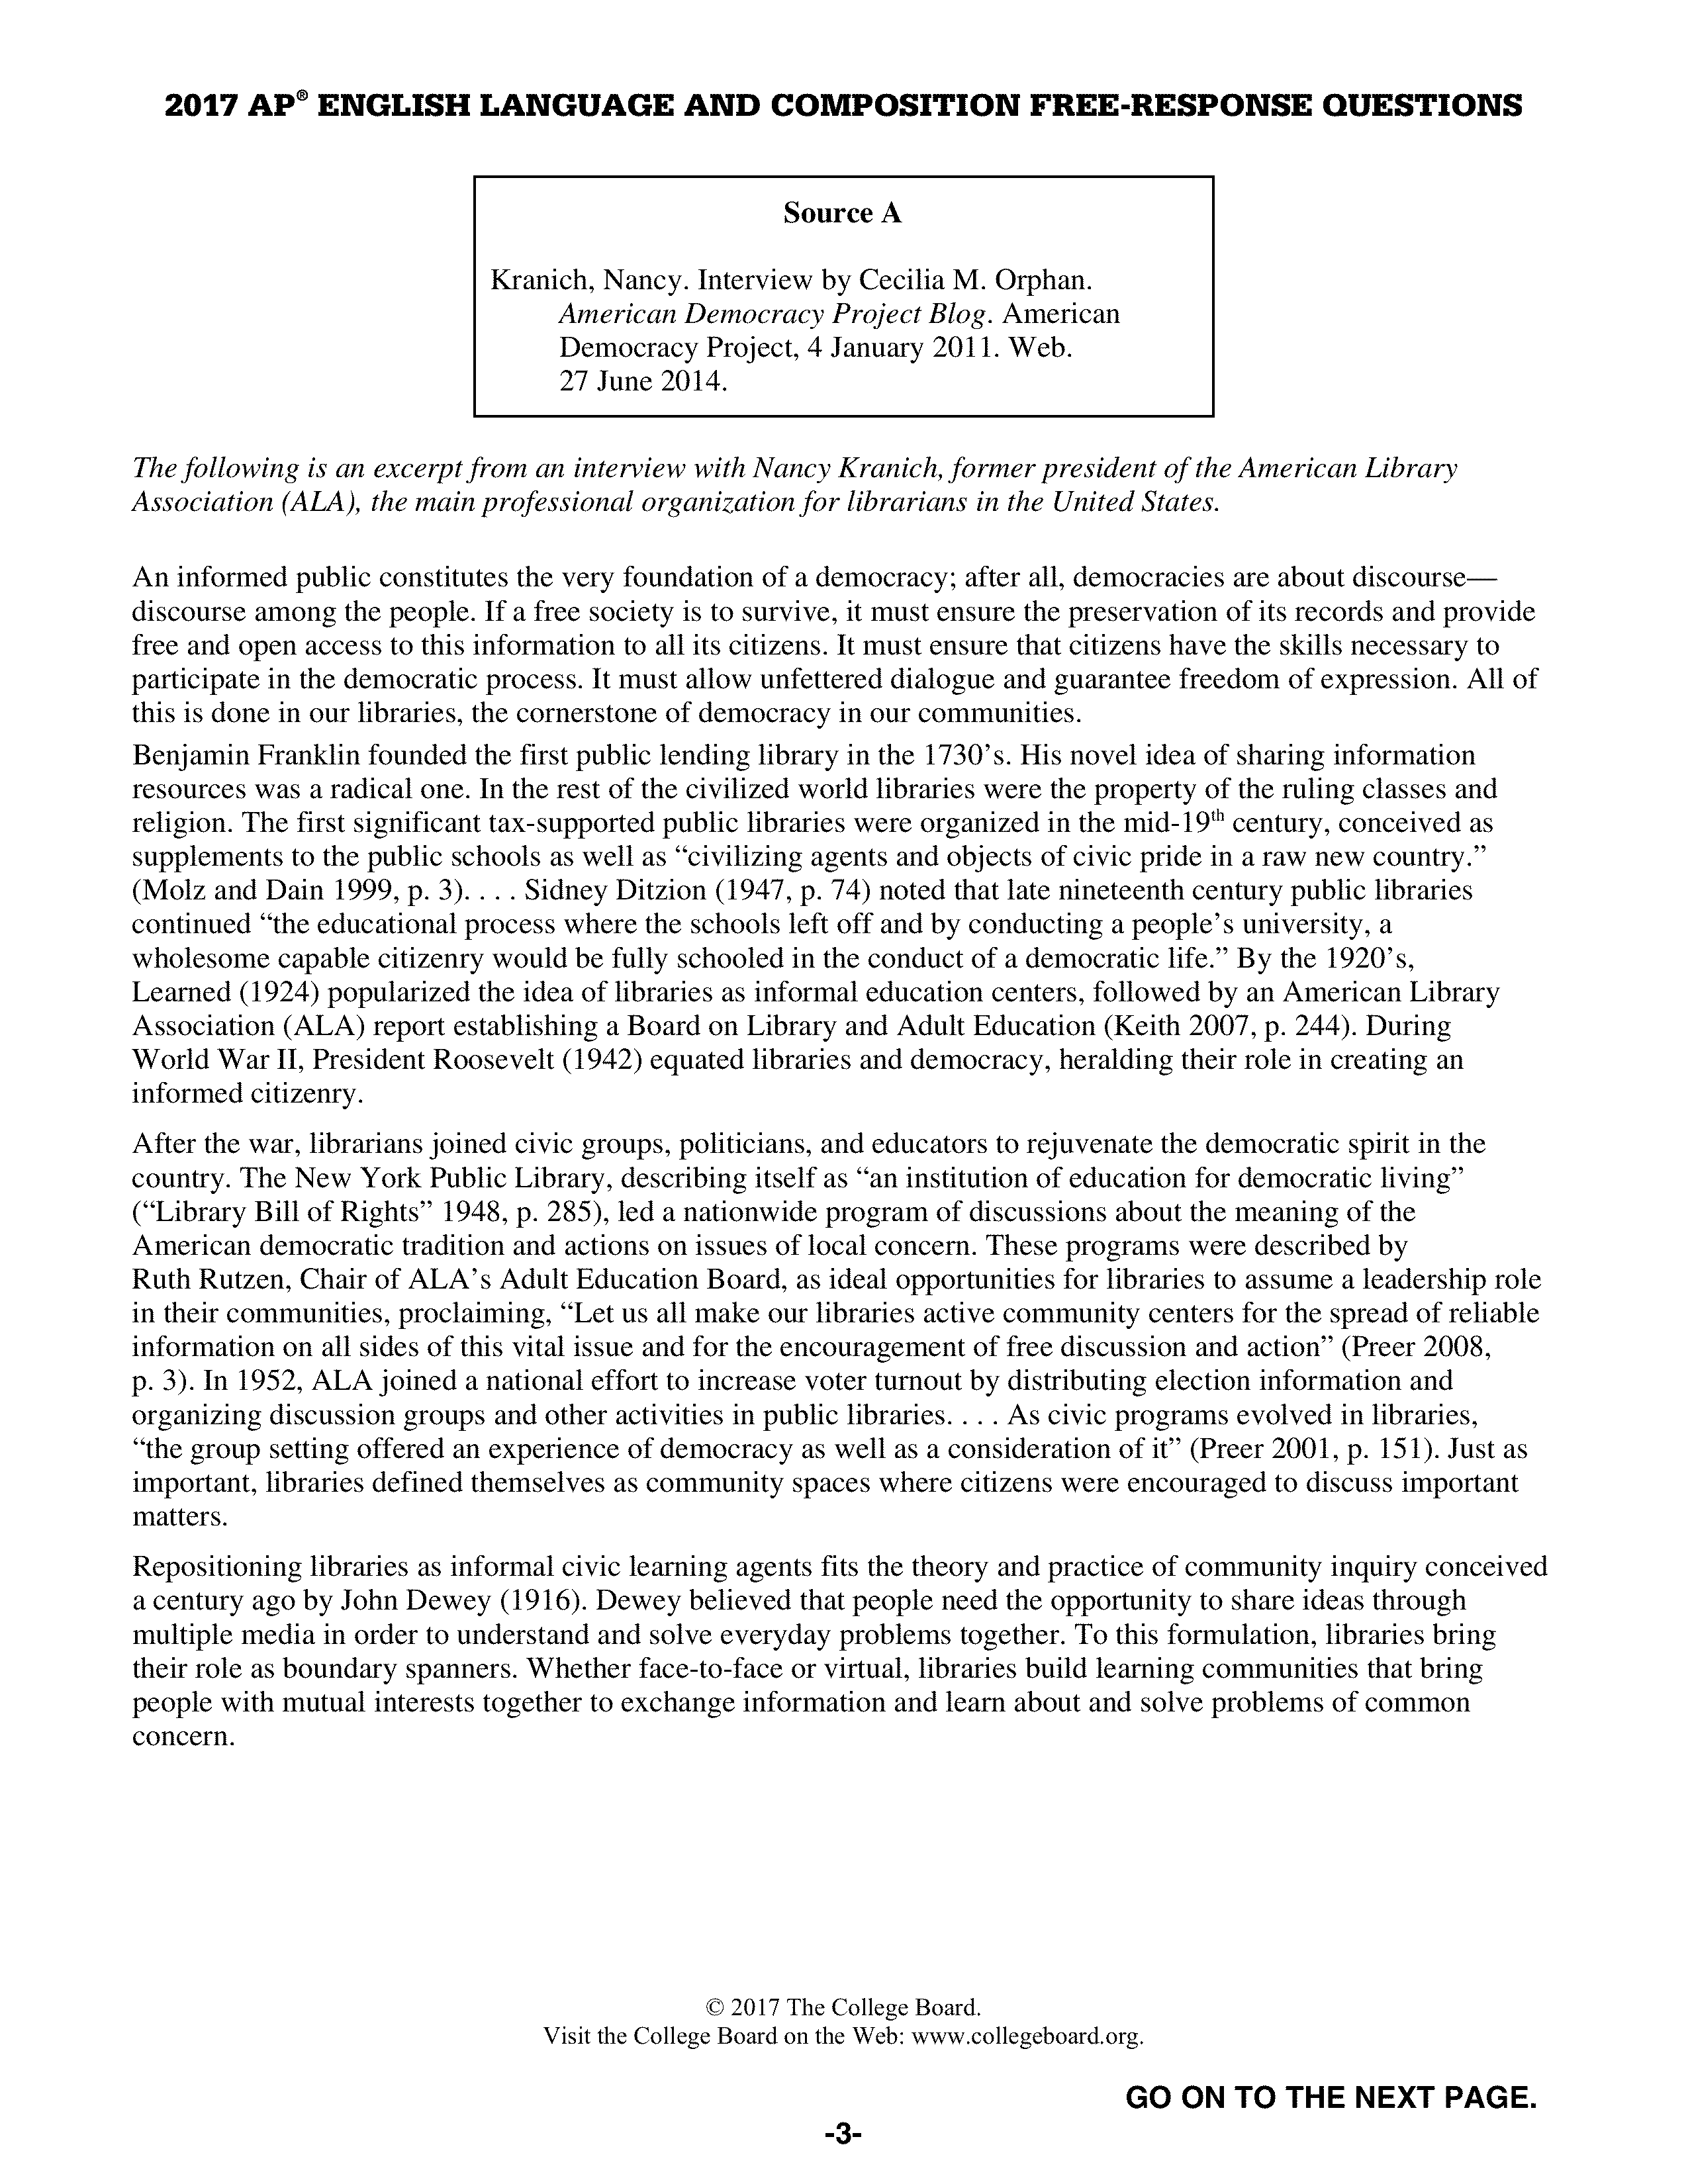 2017 AP® ENGLISH LANGUAGE AND COMPOSITION FREE-RESPONSE QUESTIONS
Source A
Kranich, Nancy. Interview by Cecilia M. Orphan.
American Democracy Project Blog. American
Democracy Project, 4 January 2011. Web.
27 June 2014.
The following is an excerpt from an interview with Nancy Kranich, former president of the American Library
Association (ALA), the main professional organization for librarians in the United States.
An informed public constitutes the very foundation of a democracy; after all, democracies are about discourse—
discourse among the people. If a free society is to survive, it must ensure the preservation of its records and provide
free and open access to this information to all its citizens. It must ensure that citizens have the skills necessary to
participate in the democratic process. It must allow unfettered dialogue and guarantee freedom of expression. All of
this is done in our libraries, the cornerstone of democracy in our communities.
Benjamin Franklin founded the first public lending library in the 1730’s. His novel idea of sharing information
resources was a radical one. In the rest of the civilized world libraries were the property of the ruling classes and
religion. The first significant tax-supported public libraries were organized in the mid-19th century, conceived as
supplements to the public schools as well as “civilizing agents and objects of civic pride in a raw new country.”
(Molz and Dain 1999, p. 3). . . . Sidney Ditzion (1947, p. 74) noted that late nineteenth century public libraries
continued “the educational process where the schools left off and by conducting a people’s university, a
wholesome capable citizenry would be fully schooled in the conduct of a democratic life.” By the 1920’s,
Learned (1924) popularized the idea of libraries as informal education centers, followed by an American Library
Association (ALA) report establishing a Board on Library and Adult Education (Keith 2007, p. 244). During
World War II, President Roosevelt (1942) equated libraries and democracy, heralding their role in creating an
informed citizenry.
After the war, librarians joined civic groups, politicians, and educators to rejuvenate the democratic spirit in the
country. The New York Public Library, describing itself as “an institution of education for democratic living”
(“Library Bill of Rights” 1948, p. 285), led a nationwide program of discussions about the meaning of the
American democratic tradition and actions on issues of local concern. These programs were described by
Ruth Rutzen, Chair of ALA’s Adult Education Board, as ideal opportunities for libraries to assume a leadership role
in their communities, proclaiming, “Let us all make our libraries active community centers for the spread of reliable
information on all sides of this vital issue and for the encouragement of free discussion and action” (Preer 2008,
p. 3). In 1952, ALA joined a national effort to increase voter turnout by distributing election information and
organizing discussion groups and other activities in public libraries. . . . As civic programs evolved in libraries,
“the group setting offered an experience of democracy as well as a consideration of it” (Preer 2001, p. 151). Just as
important, libraries defined themselves as community spaces where citizens were encouraged to discuss important
matters.
Repositioning libraries as informal civic learning agents fits the theory and practice of community inquiry conceived
a century ago by John Dewey (1916). Dewey believed that people need the opportunity to share ideas through
multiple media in order to understand and solve everyday problems together. To this formulation, libraries bring
their role as boundary spanners. Whether face-to-face or virtual, libraries build learning communities that bring
people with mutual interests together to exchange information and learn about and solve problems of common
concern.
© 2017 The College Board.
Visit the College Board on the Web: www.collegeboard.org.
GO ON TO THE NEXT PAGE.
-3-